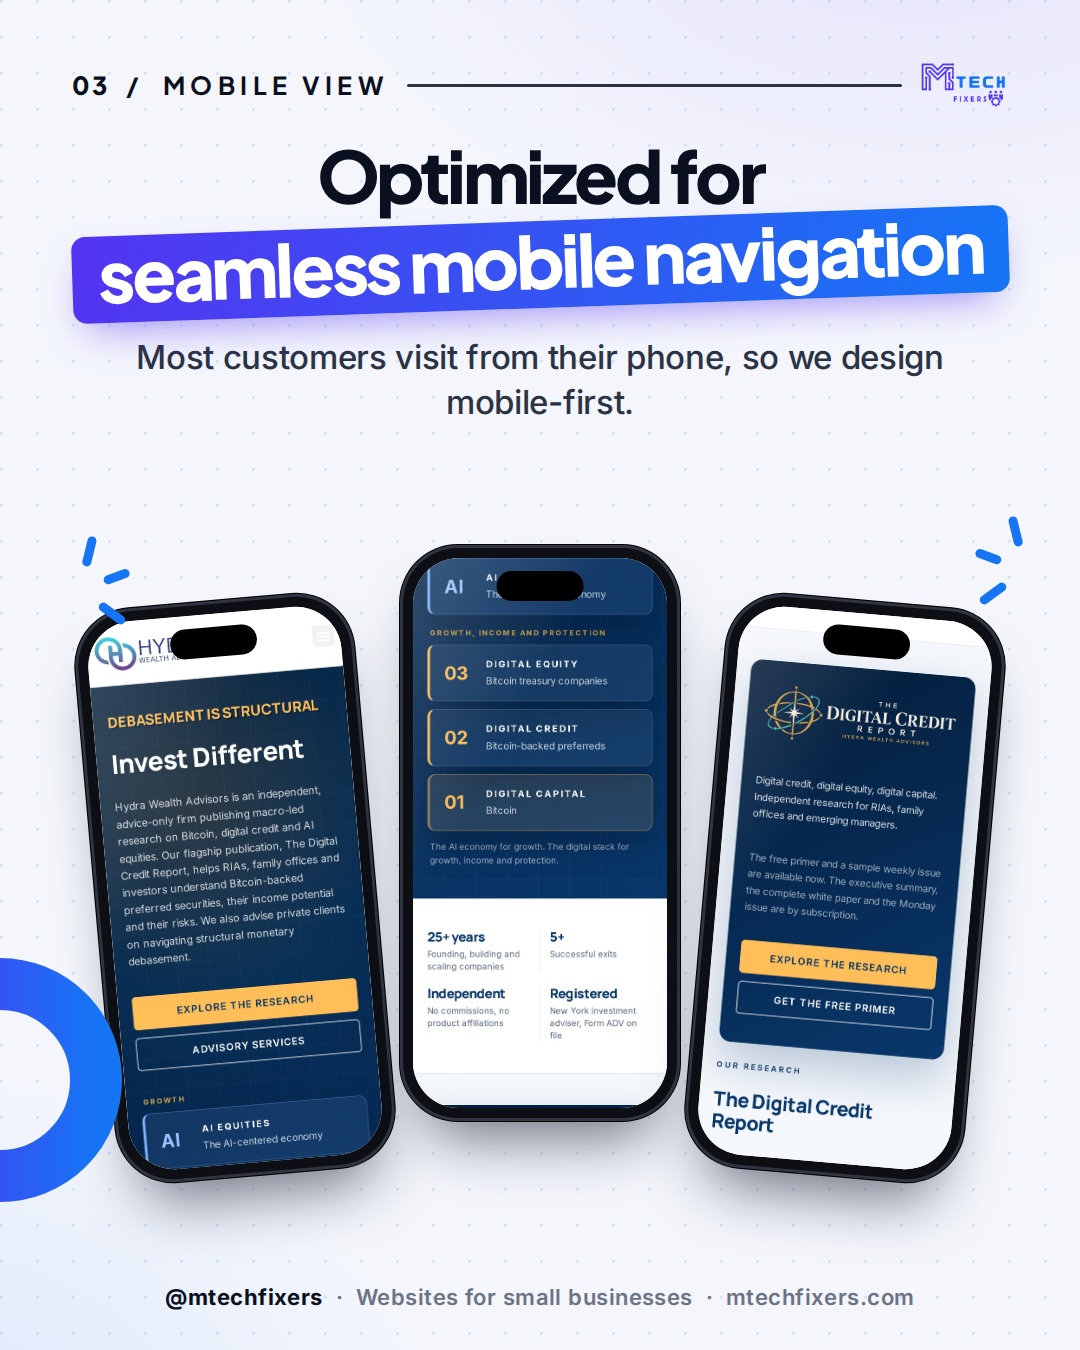 03 / MOBILE VIEW
MTECH
FIXERS
Optimized for
seamless mobile navigation
Most customers visit from their phone, so we design
mobile-first.
WEALTH
DEBASEMENT IS STRUCTURAL
Invest Different
Hydra Wealth Advisors is an independent,
advice-only firm publishing macro-led
research on Bitcoin, digital credit and AI
equities. Our flagship publication, The Digital
Credit Report, helps RIAs, family offices and
investors understand Bitcoin-backed
preferred securities, their income potential
and their risks. We also advise private clients
on navigating structural monetary
debasement.
EXPLORE THE RESEARCH
ADVISORY SERVICES
GROWTH
AI
AI EQUITIES
The AI-centered economy
AI
GROWTH, INCOME AND PROTECTION
03
DIGITAL EQUITY
Bitcoin treasury companies
02
DIGITAL CREDIT
Bitcoin-backed preferreds
01
DIGITAL CAPITAL
Bitcoin
The AI economy for growth. The digital stack for
growth, income and protection.
25+ years
Founding, building and
scaling companies
5+
Successful exits
Independent
No commissions, no
product affiliations
Registered
New York investment
adviser, Form ADV on
file
THE
DIGITAL CREDIT
REPORT
HYDRA WEALTH ADVISORS
Digital credit, digital equity, digital capital.
Independent research for RIAs, family
offices and emerging managers.
The free primer and a sample weekly issue
are available now. The executive summary,
the complete white paper and the Monday
issue are by subscription.
EXPLORE THE RESEARCH
GET THE FREE PRIMER
OUR RESEARCH
The Digital Credit
Report
@mtechfixers · Websites for small businesses · mtechfixers.com